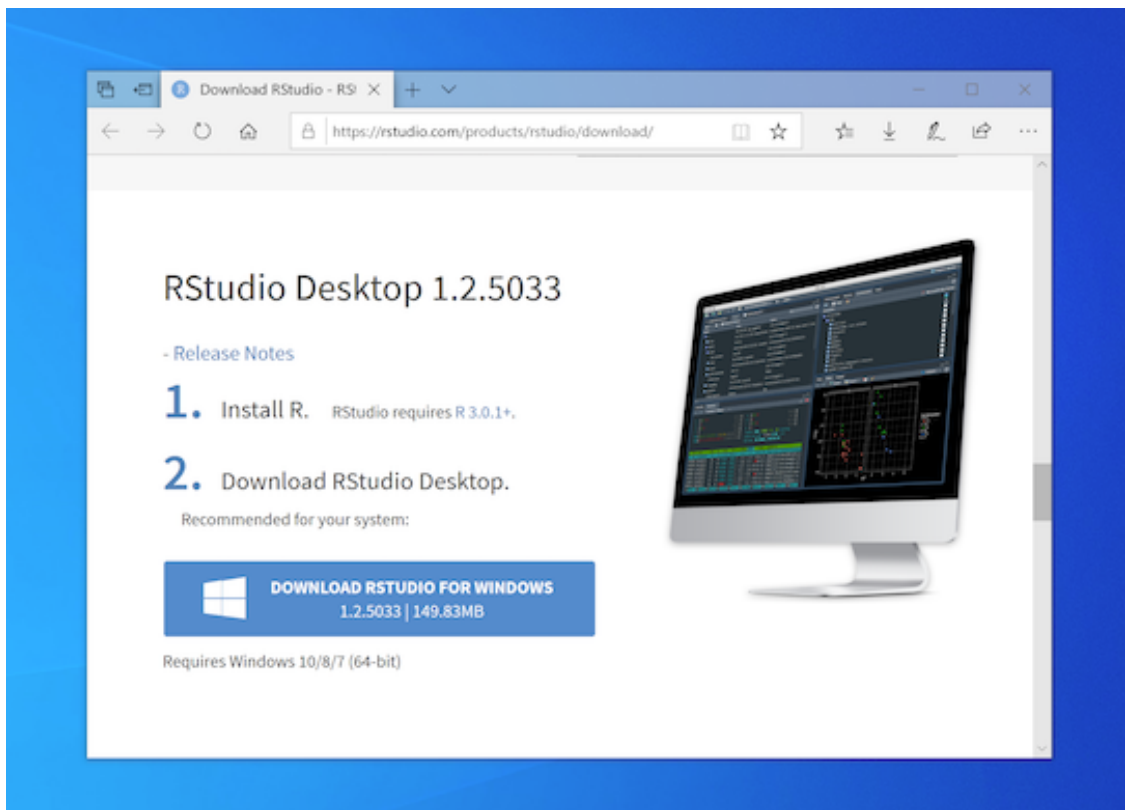 Download RStudio - RS
https://rstudio.com/products/rstudio/download/
RStudio Desktop 1.2.5033
- Release Notes
1. Install R. RStudio requires R 3.0.1+.
2. Download RStudio Desktop.
Recommended for your system:
DOWNLOAD RSTUDIO FOR WINDOWS
1.2.5033 | 149.83MB
Requires Windows 10/8/7 (64-bit)